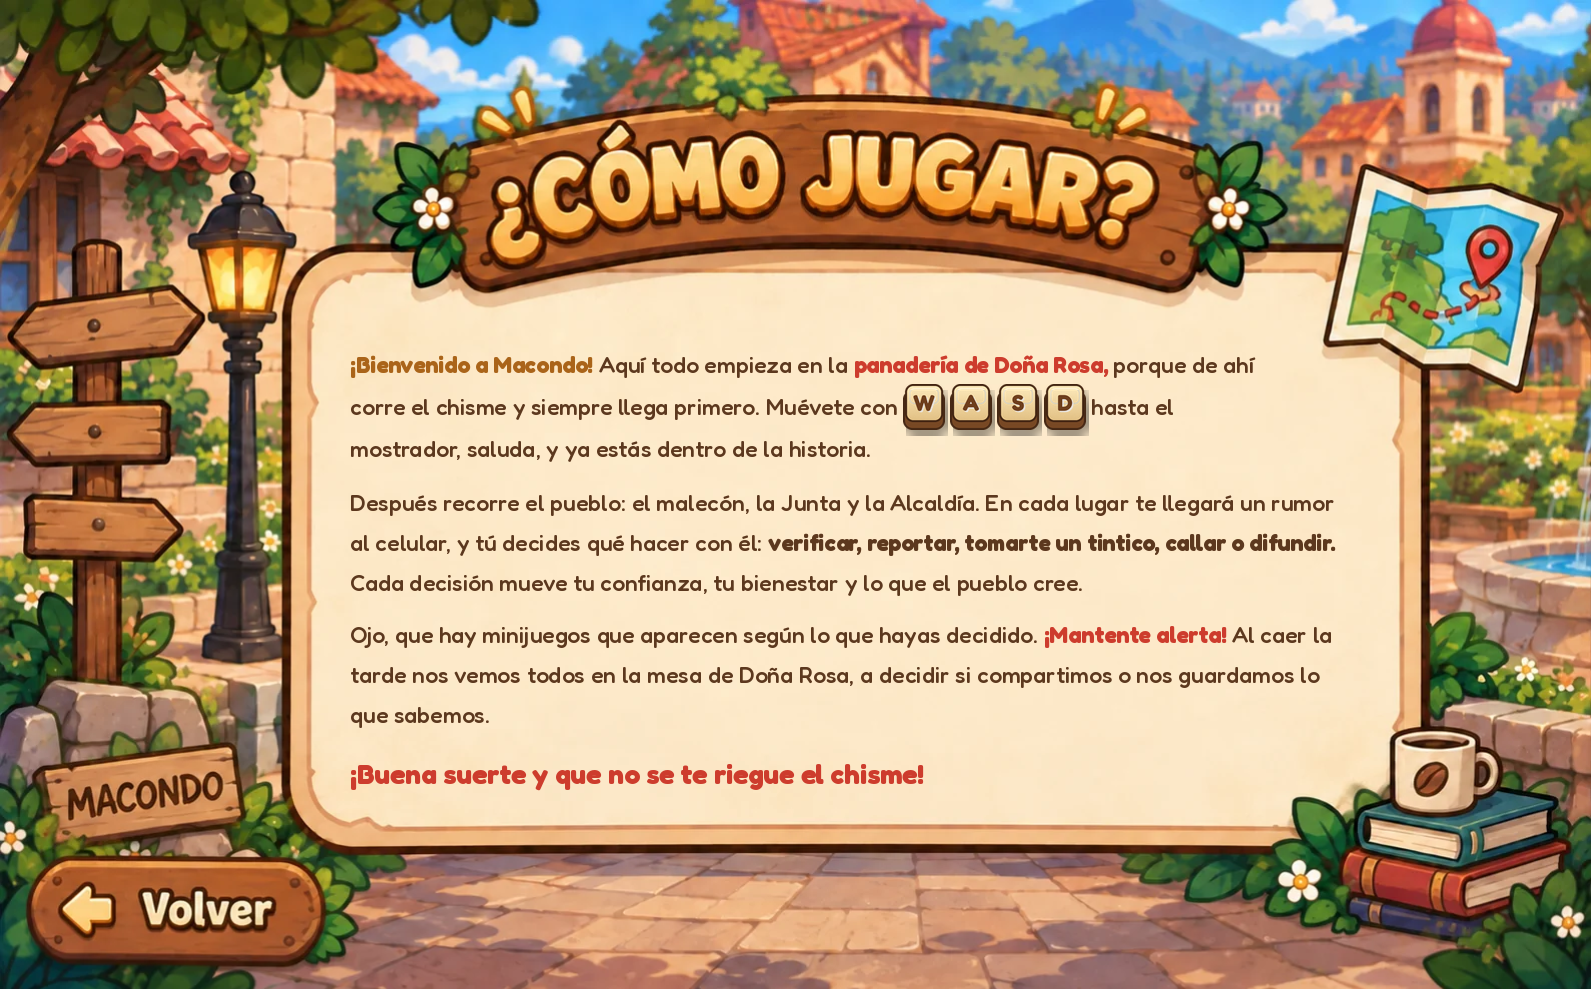 ¿CÓMO JUGAR?
¡Bienvenido a Macondo! Aquí todo empieza en la panadería de Doña Rosa, porque de ahí
corre el chisme y siempre llega primero. Muévete con W A S D hasta el
mostrador, saluda, y ya estás dentro de la historia.
Después recorre el pueblo: el malecón, la Junta y la Alcaldía. En cada lugar te llegará un rumor
al celular, y tú decides qué hacer con él: verificar, reportar, tomarte un tintico, callar o difundir.
Cada decisión mueve tu confianza, tu bienestar y lo que el pueblo cree.
Ojo, que hay minijuegos que aparecen según lo que hayas decidido. ¡Mantente alerta! Al caer la
tarde nos vemos todos en la mesa de Doña Rosa, a decidir si compartimos o nos guardamos lo
que sabemos.
¡Buena suerte y que no se te riegue el chisme!
MACONDO
Volver